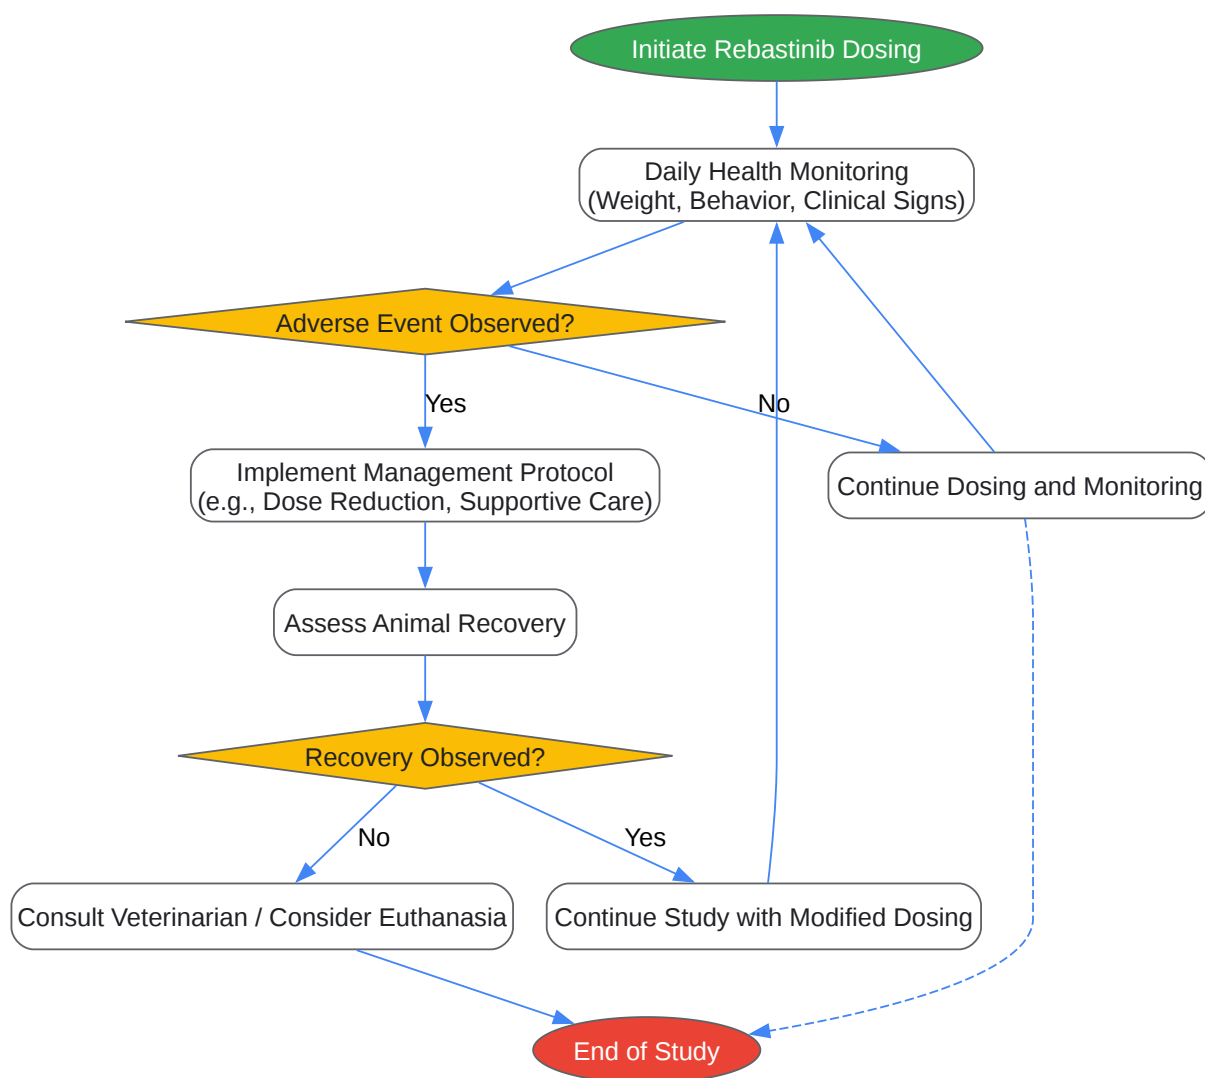 Initiate Rebastinib Dosing
Daily Health Monitoring
(Weight, Behavior, Clinical Signs)
Adverse Event Observed?
Yes
No
Implement Management Protocol
(e.g., Dose Reduction, Supportive Care)
Continue Dosing and Monitoring
Assess Animal Recovery
Recovery Observed?
No
Yes
Consult Veterinarian / Consider Euthanasia
Continue Study with Modified Dosing
End of Study